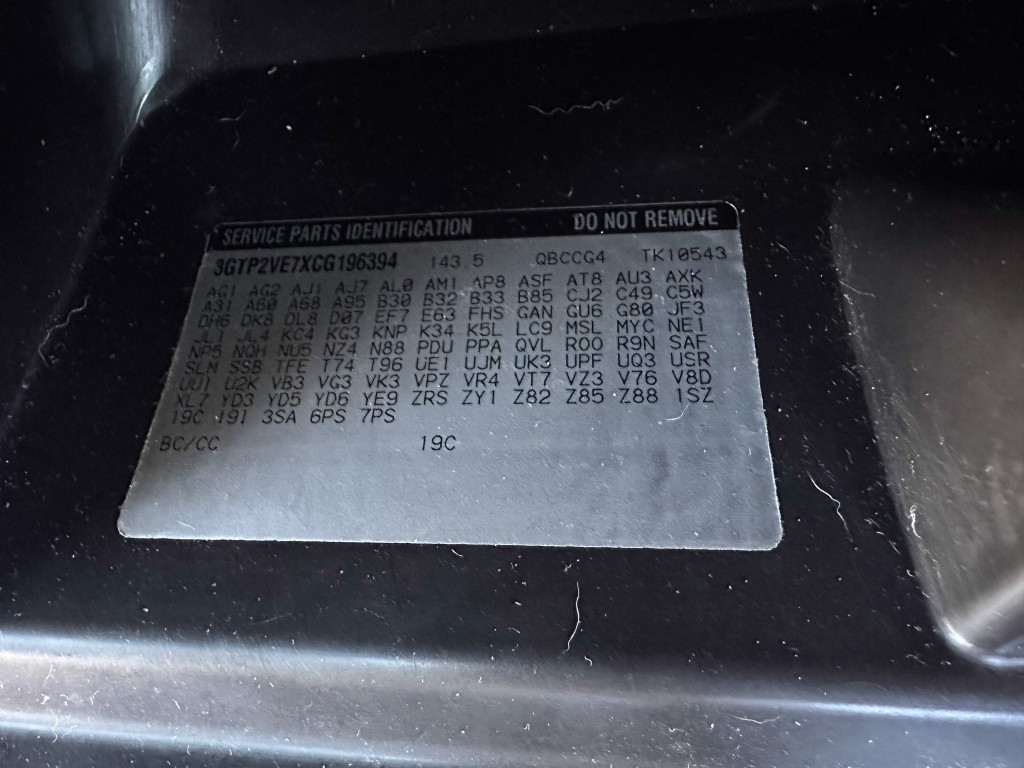 SERVICE PARTS IDENTIFICATION DO NOT REMOVE
3GTP2VE7XCG196394 143.5 QBCCG4 TK10543
AG1 AG2 AJ1 AJ7 AL0 AM1 AP8 ASF AT8 AU3 AXK
A31 A60 A68 A95 B30 B32 B33 B85 CJ2 C49 C5W
DH6 DK8 DL8 D07 EF7 E63 FHS GAN GU6 G80 JF3
JL1 JL4 KC4 KG3 KNP K34 K5L LC9 MSL MYC NE1
NP5 NQH NU5 NZ4 N88 PDU PPA QVL R00 R9N SAF
SLM SSB TFE T74 T96 UE1 UJM UK3 UPF UQ3 USR
UU1 U2K VB3 VG3 VK3 VPZ VR4 VT7 VZ3 V76 V8D
XL7 YD3 YD5 YD6 YE9 ZRS ZY1 Z82 Z85 Z88 1SZ
19C 19I 3SA 6PS 7PS
BC/CC 19C